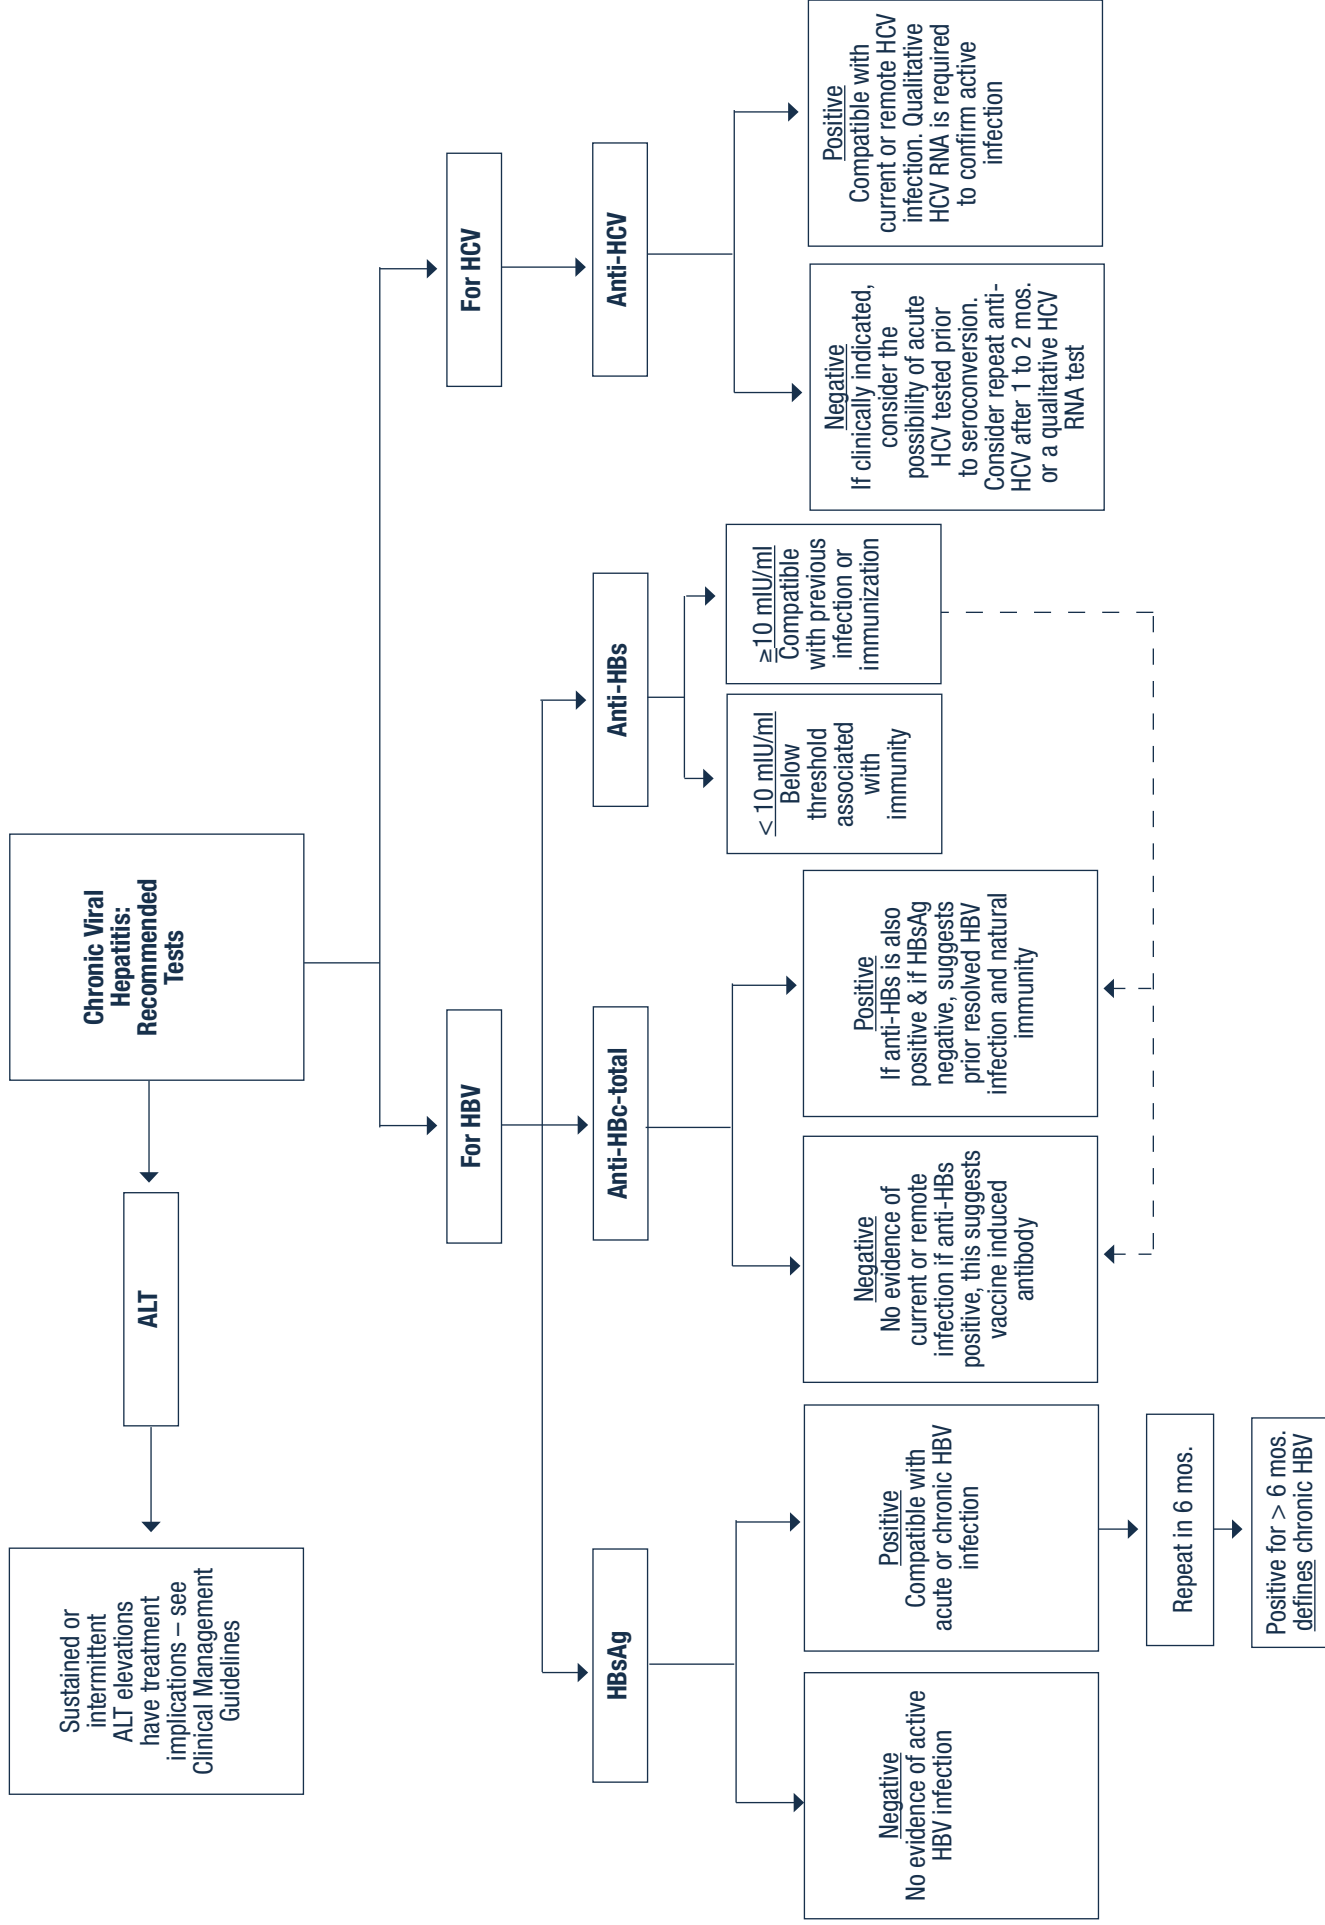 Chronic Viral
Hepatitis:
Recommended
Tests
ALT
Sustained or
intermittent
ALT elevations
have treatment
implications – see
Clinical Management
Guidelines
For HBV
HBsAg
Negative
No evidence of active
HBV infection
Positive
Compatible with
acute or chronic HBV
infection
Repeat in 6 mos.
Positive for > 6 mos.
defines chronic HBV
Anti-HBc-total
Negative
No evidence of
current or remote
infection if anti-HBs
positive, this suggests
vaccine induced
antibody
Positive
If anti-HBs is also
positive & if HBsAg
negative, suggests
prior resolved HBV
infection and natural
immunity
Anti-HBs
< 10 mIU/ml
Below
threshold
associated
with
immunity
≥10 mIU/ml
Compatible
with previous
infection or
immunization
For HCV
Anti-HCV
Negative
If clinically indicated,
consider the
possibility of acute
HCV tested prior
to seroconversion.
Consider repeat anti-
HCV after 1 to 2 mos.
or a qualitative HCV
RNA test
Positive
Compatible with
current or remote HCV
infection. Qualitative
HCV RNA is required
to confirm active
infection